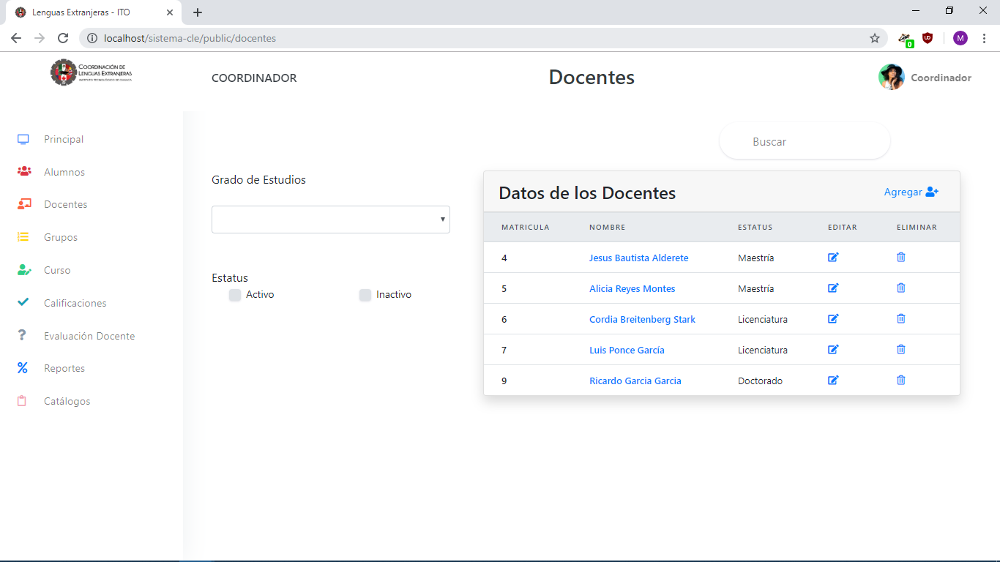 Lenguas Extranjeras - ITO
localhost/sistema-cle/public/docentes
0
M
COORDINACIÓN DE
LENGUAS EXTRANJERAS
INSTITUTO TECNOLÓGICO DE OAXACA
COORDINADOR
Docentes
Coordinador
Principal
Alumnos
Docentes
Grupos
Curso
Calificaciones
Evaluación Docente
Reportes
Catálogos
Buscar
Grado de Estudios
Estatus
Activo Inactivo
Datos de los Docentes Agregar
MATRICULA NOMBRE ESTATUS EDITAR ELIMINAR
4 Jesus Bautista Alderete Maestría
5 Alicia Reyes Montes Maestría
6 Cordia Breitenberg Stark Licenciatura
7 Luis Ponce García Licenciatura
9 Ricardo Garcia Garcia Doctorado